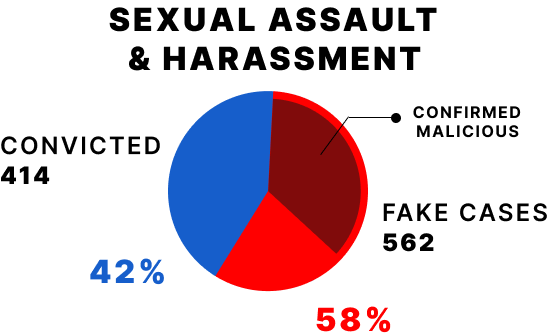 SEXUAL ASSAULT
& HARASSMENT
CONFIRMED
MALICIOUS
CONVICTED
414
FAKE CASES
562
42%
58%